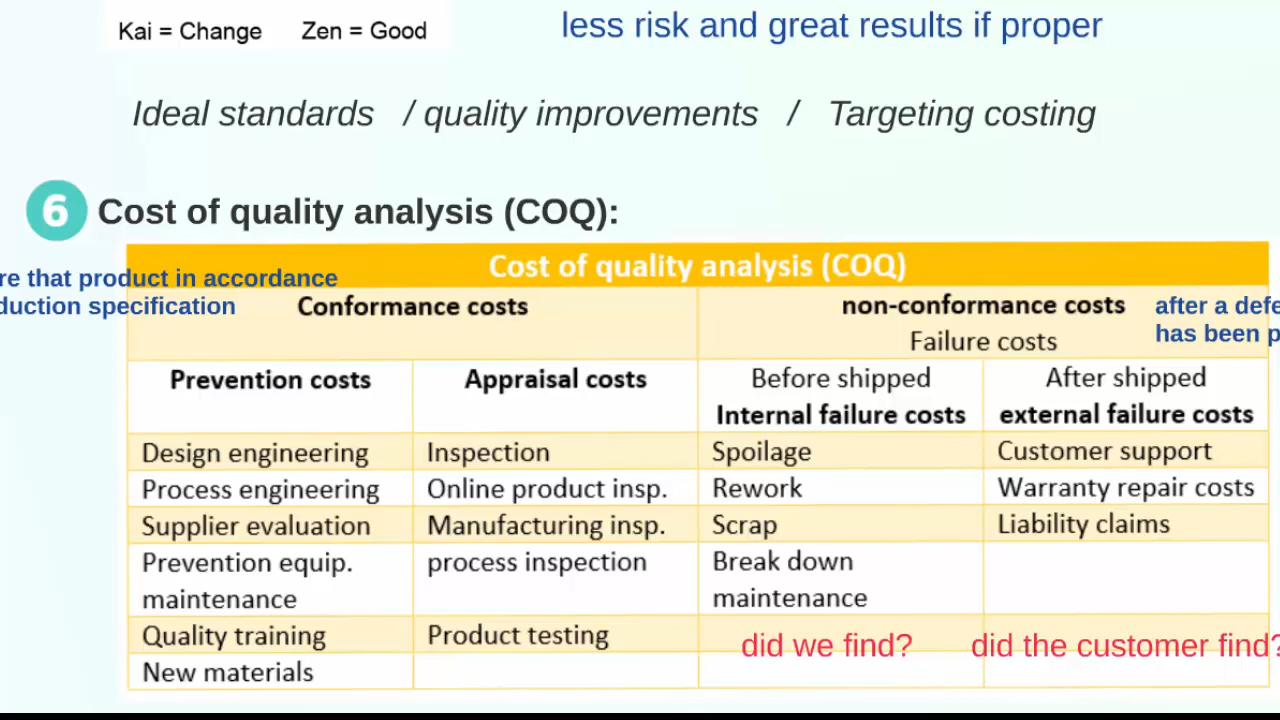 Kai = Change Zen = Good
less risk and great results if proper
Ideal standards / quality improvements / Targeting costing
6 Cost of quality analysis (COQ):
Cost of quality analysis (COQ)
re that product in accordance
duction specification
Conformance costs
non-conformance costs
Failure costs
after a defe
has been p
Prevention costs Appraisal costs Before shipped After shipped
Internal failure costs external failure costs
Design engineering Inspection Spoilage Customer support
Process engineering Online product insp. Rework Warranty repair costs
Supplier evaluation Manufacturing insp. Scrap Liability claims
Prevention equip. process inspection Break down
maintenance maintenance
Quality training Product testing
did we find? did the customer find?
New materials